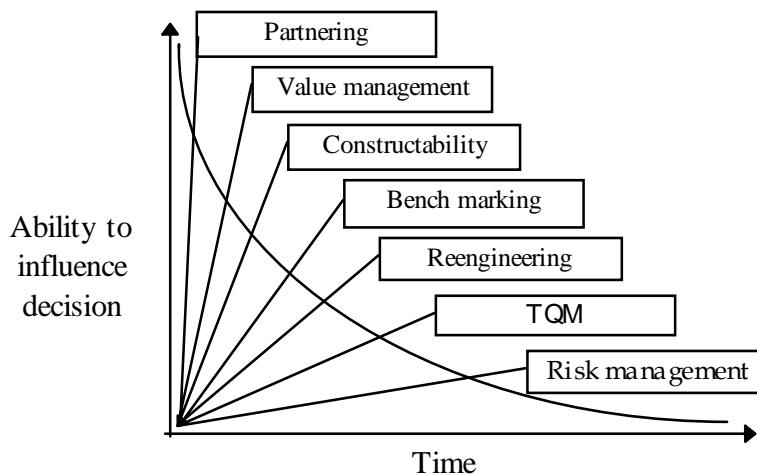 Partnering
Value management
Constructability
Bench marking
Reengineering
TQM
Risk management
Ability to
influence
decision
Time